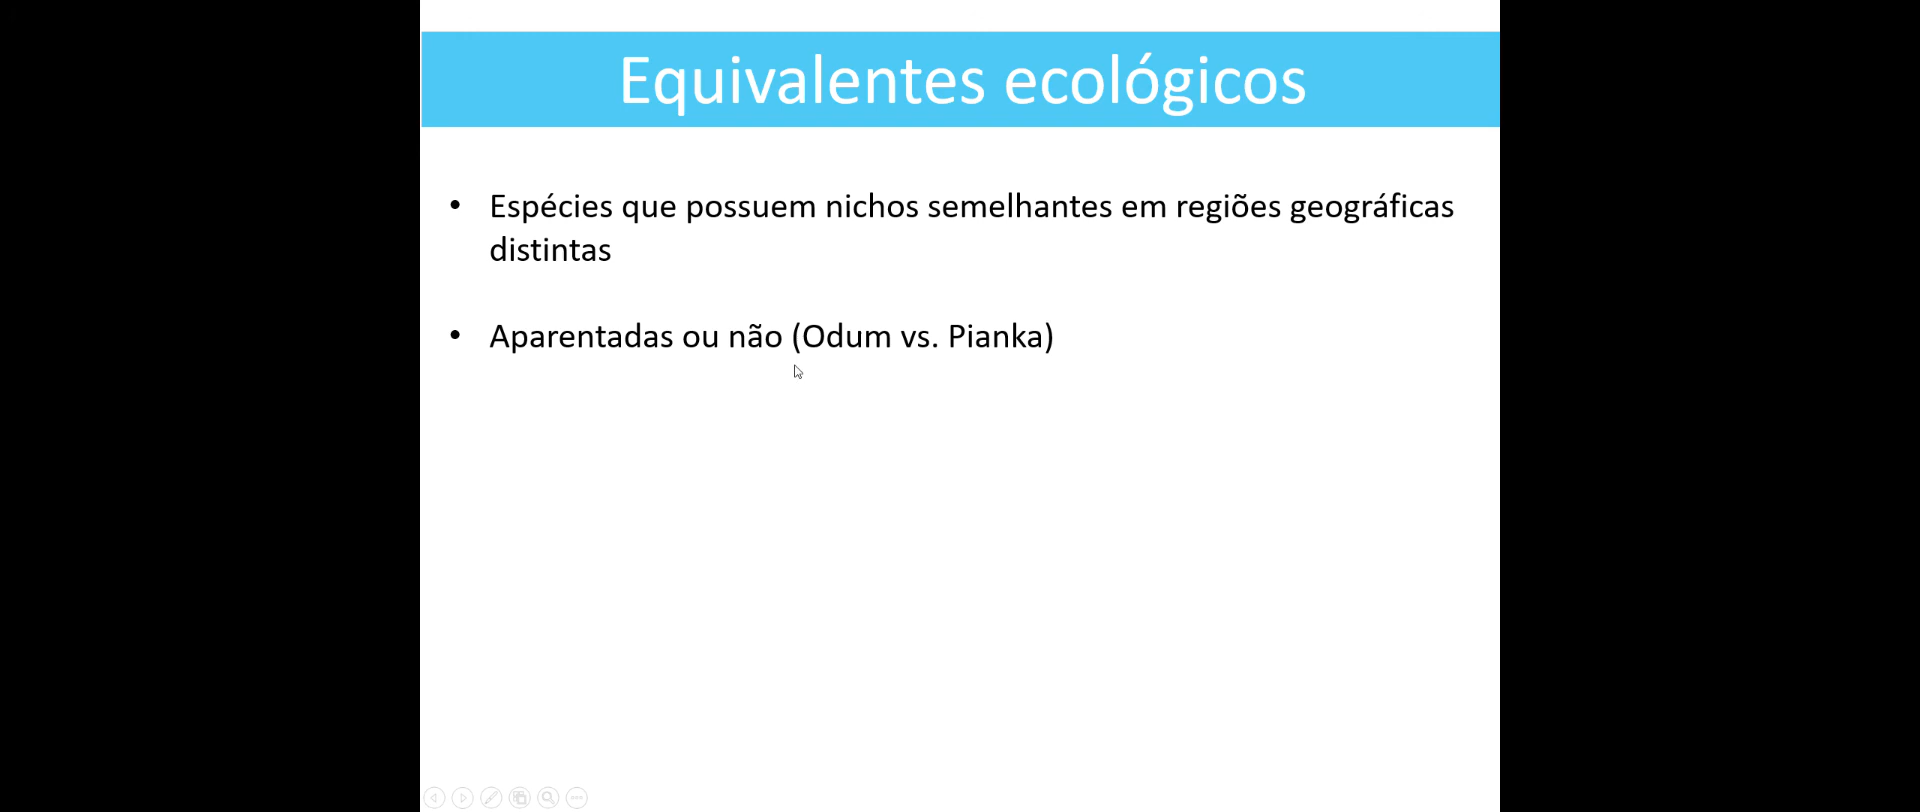 Equivalentes ecológicos
• Espécies que possuem nichos semelhantes em regiões geográficas
distintas
• Aparentadas ou não (Odum vs. Pianka)